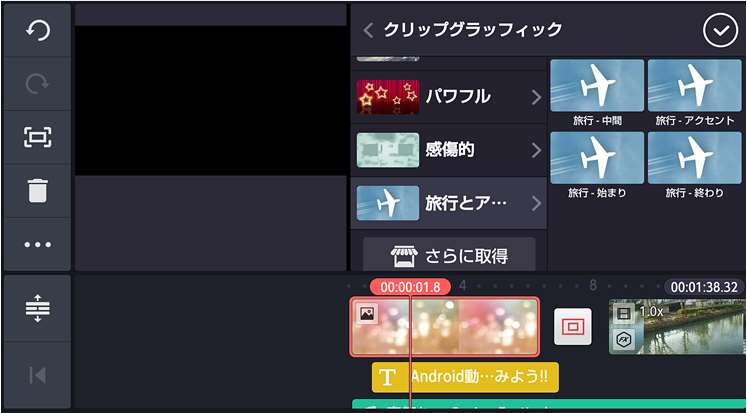 クリップグラッフィック
パワフル
感傷的
旅行とア…
さらに取得
旅行 - 中間
旅行 - アクセント
旅行 - 始まり
旅行 - 終わり
00:00:01.8
4
8
00:01:38.32
1.0x
FX
T
Android動…みよう!!